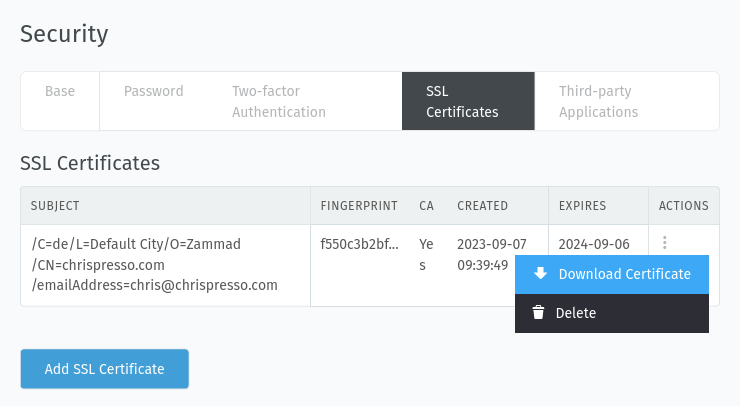 Security
Base
Password
Two-factor
Authentication
SSL
Certificates
Third-party
Applications
SSL Certificates
SUBJECT FINGERPRINT CA CREATED EXPIRES ACTIONS
/C=de/L=Default City/O=Zammad
/CN=chrispresso.com
/emailAddress=chris@chrispresso.com
f550c3b2bf...
Ye
s
2023-09-07
09:39:49
2024-09-06
Download Certificate
Delete
Add SSL Certificate